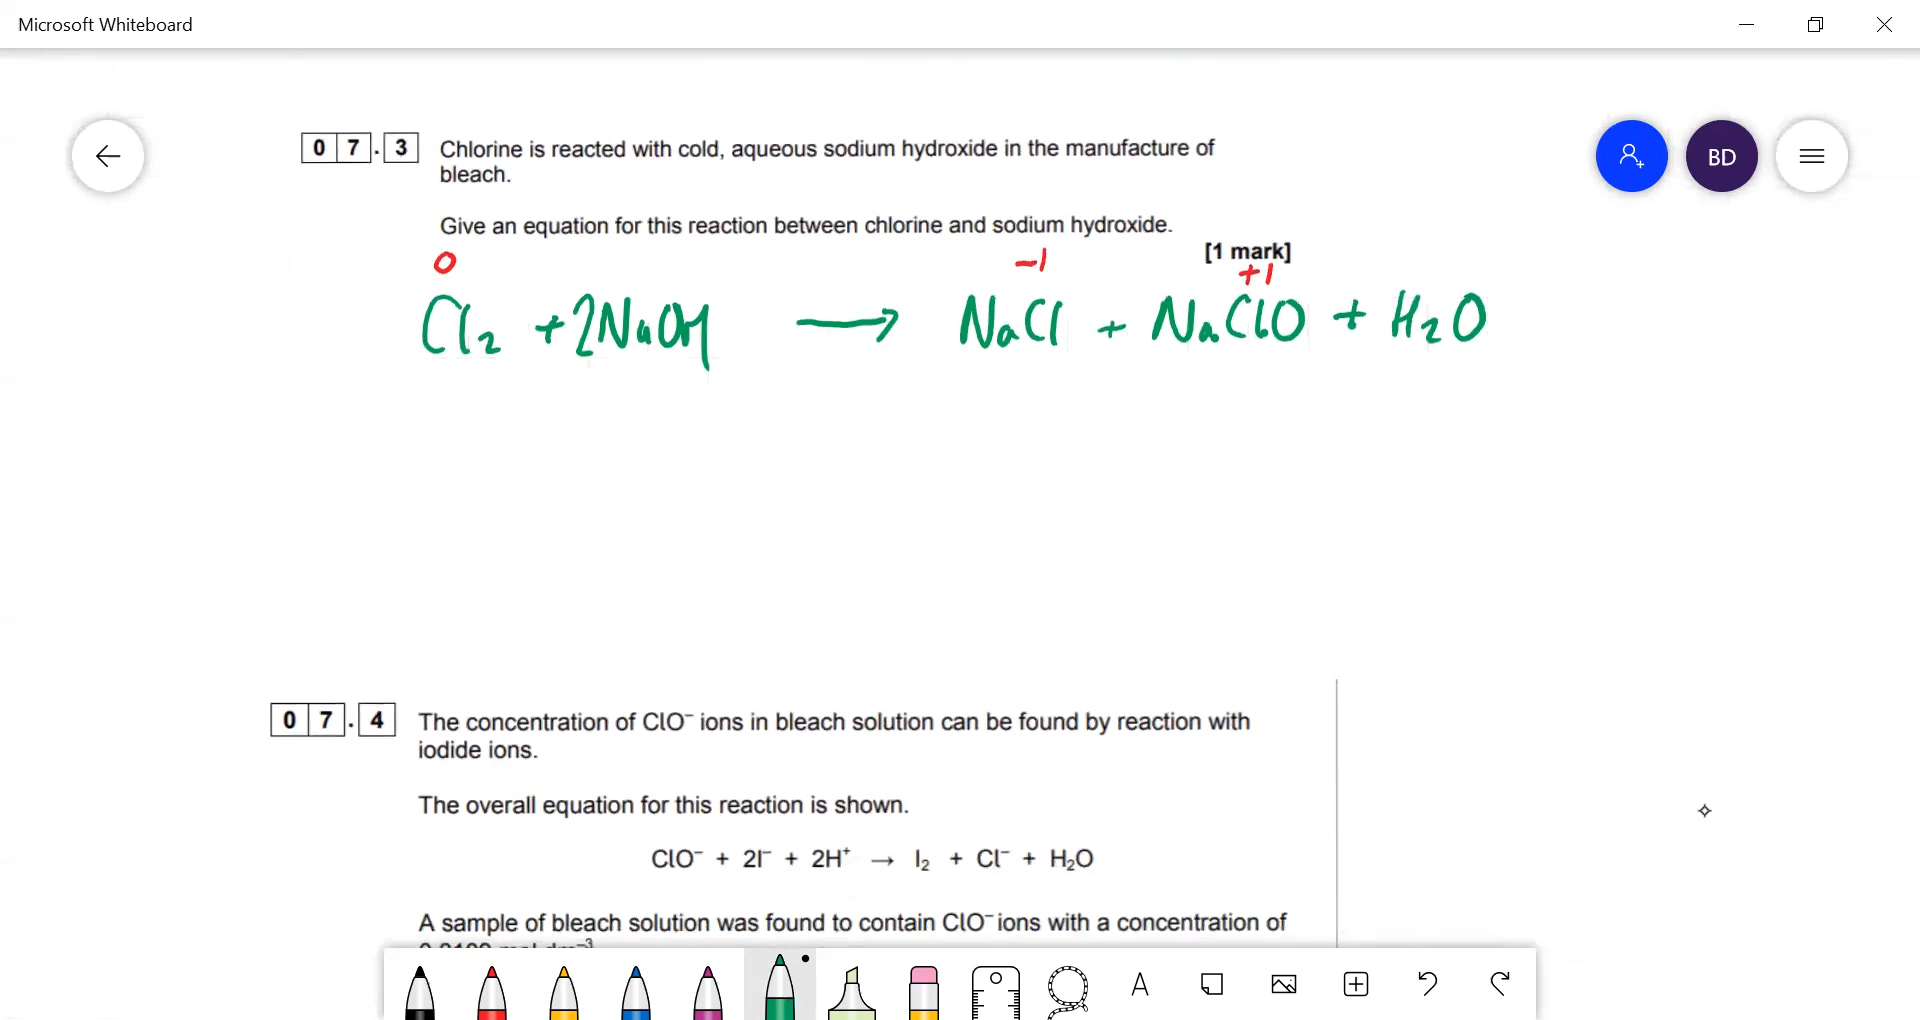 Microsoft Whiteboard
BD
0 7 . 3 Chlorine is reacted with cold, aqueous sodium hydroxide in the manufacture of
bleach.
Give an equation for this reaction between chlorine and sodium hydroxide.
[1 mark]
0 -1 +1
Cl₂ + 2NaOH → NaCl + NaClO + H₂O
0 7 . 4 The concentration of ClO⁻ ions in bleach solution can be found by reaction with
iodide ions.
The overall equation for this reaction is shown.
ClO⁻ + 2I⁻ + 2H⁺ → I₂ + Cl⁻ + H₂O
A sample of bleach solution was found to contain ClO⁻ ions with a concentration of